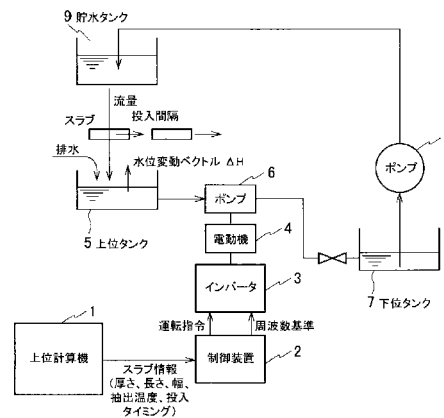 9 貯水タンク
流量
スラブ
投入間隔
排水
水位変動ベクトル ΔH
5 上位タンク
6
ポンプ
ポンプ
4
電動機
3
インバータ
7 下位タンク
運転指令
周波数基準
1
上位計算機
制御装置
2
スラブ情報
(厚さ、長さ、幅、
抽出温度、投入
タイミング)